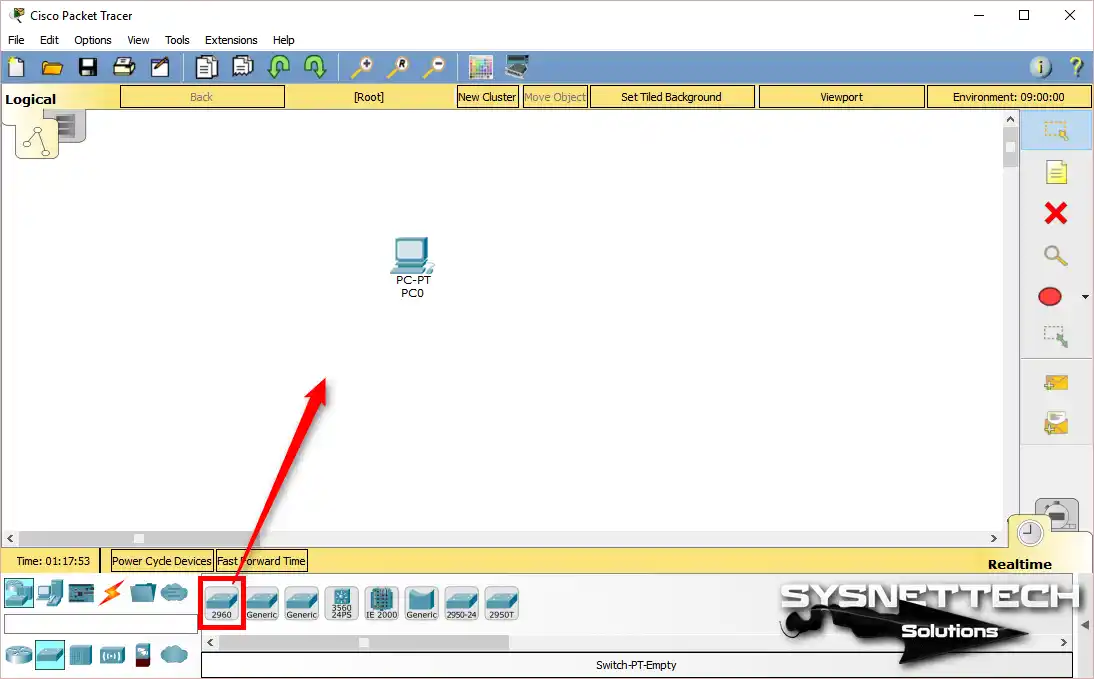 Cisco Packet Tracer
File Edit Options View Tools Extensions Help
Logical
Back
[Root]
New Cluster
Move Object
Set Tiled Background
Viewport
Environment: 09:00:00
PC-PT
PC0
Time: 01:17:53
Power Cycle Devices
Fast Forward Time
Realtime
2960
Generic
Generic
3560
24PS
IE 2000
Generic
2950-24
2950T
SYSNETTECH
Solutions
Switch-PT-Empty